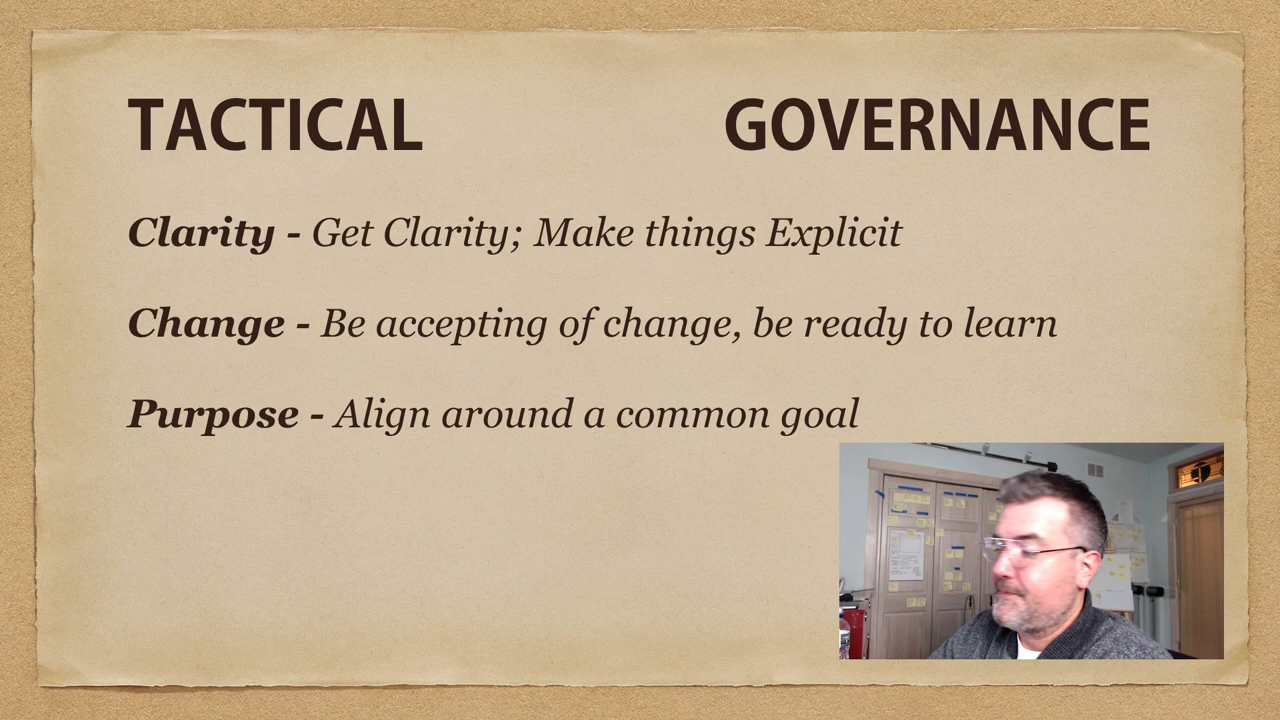 TACTICAL GOVERNANCE
Clarity - Get Clarity; Make things Explicit
Change - Be accepting of change, be ready to learn
Purpose - Align around a common goal